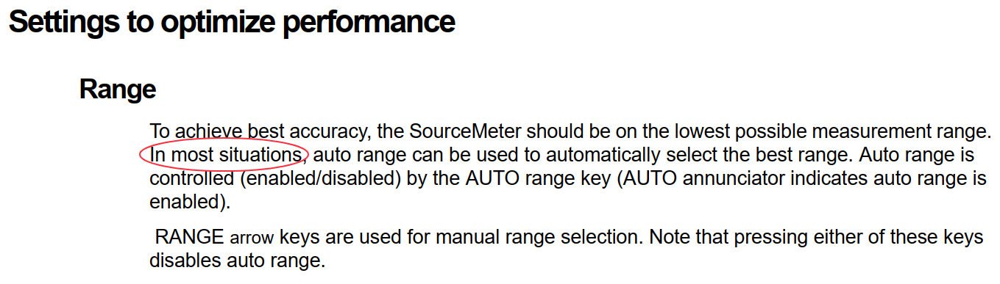 Settings to optimize performance
Range
To achieve best accuracy, the SourceMeter should be on the lowest possible measurement range.
In most situations, auto range can be used to automatically select the best range. Auto range is
controlled (enabled/disabled) by the AUTO range key (AUTO annunciator indicates auto range is
enabled).
RANGE arrow keys are used for manual range selection. Note that pressing either of these keys
disables auto range.